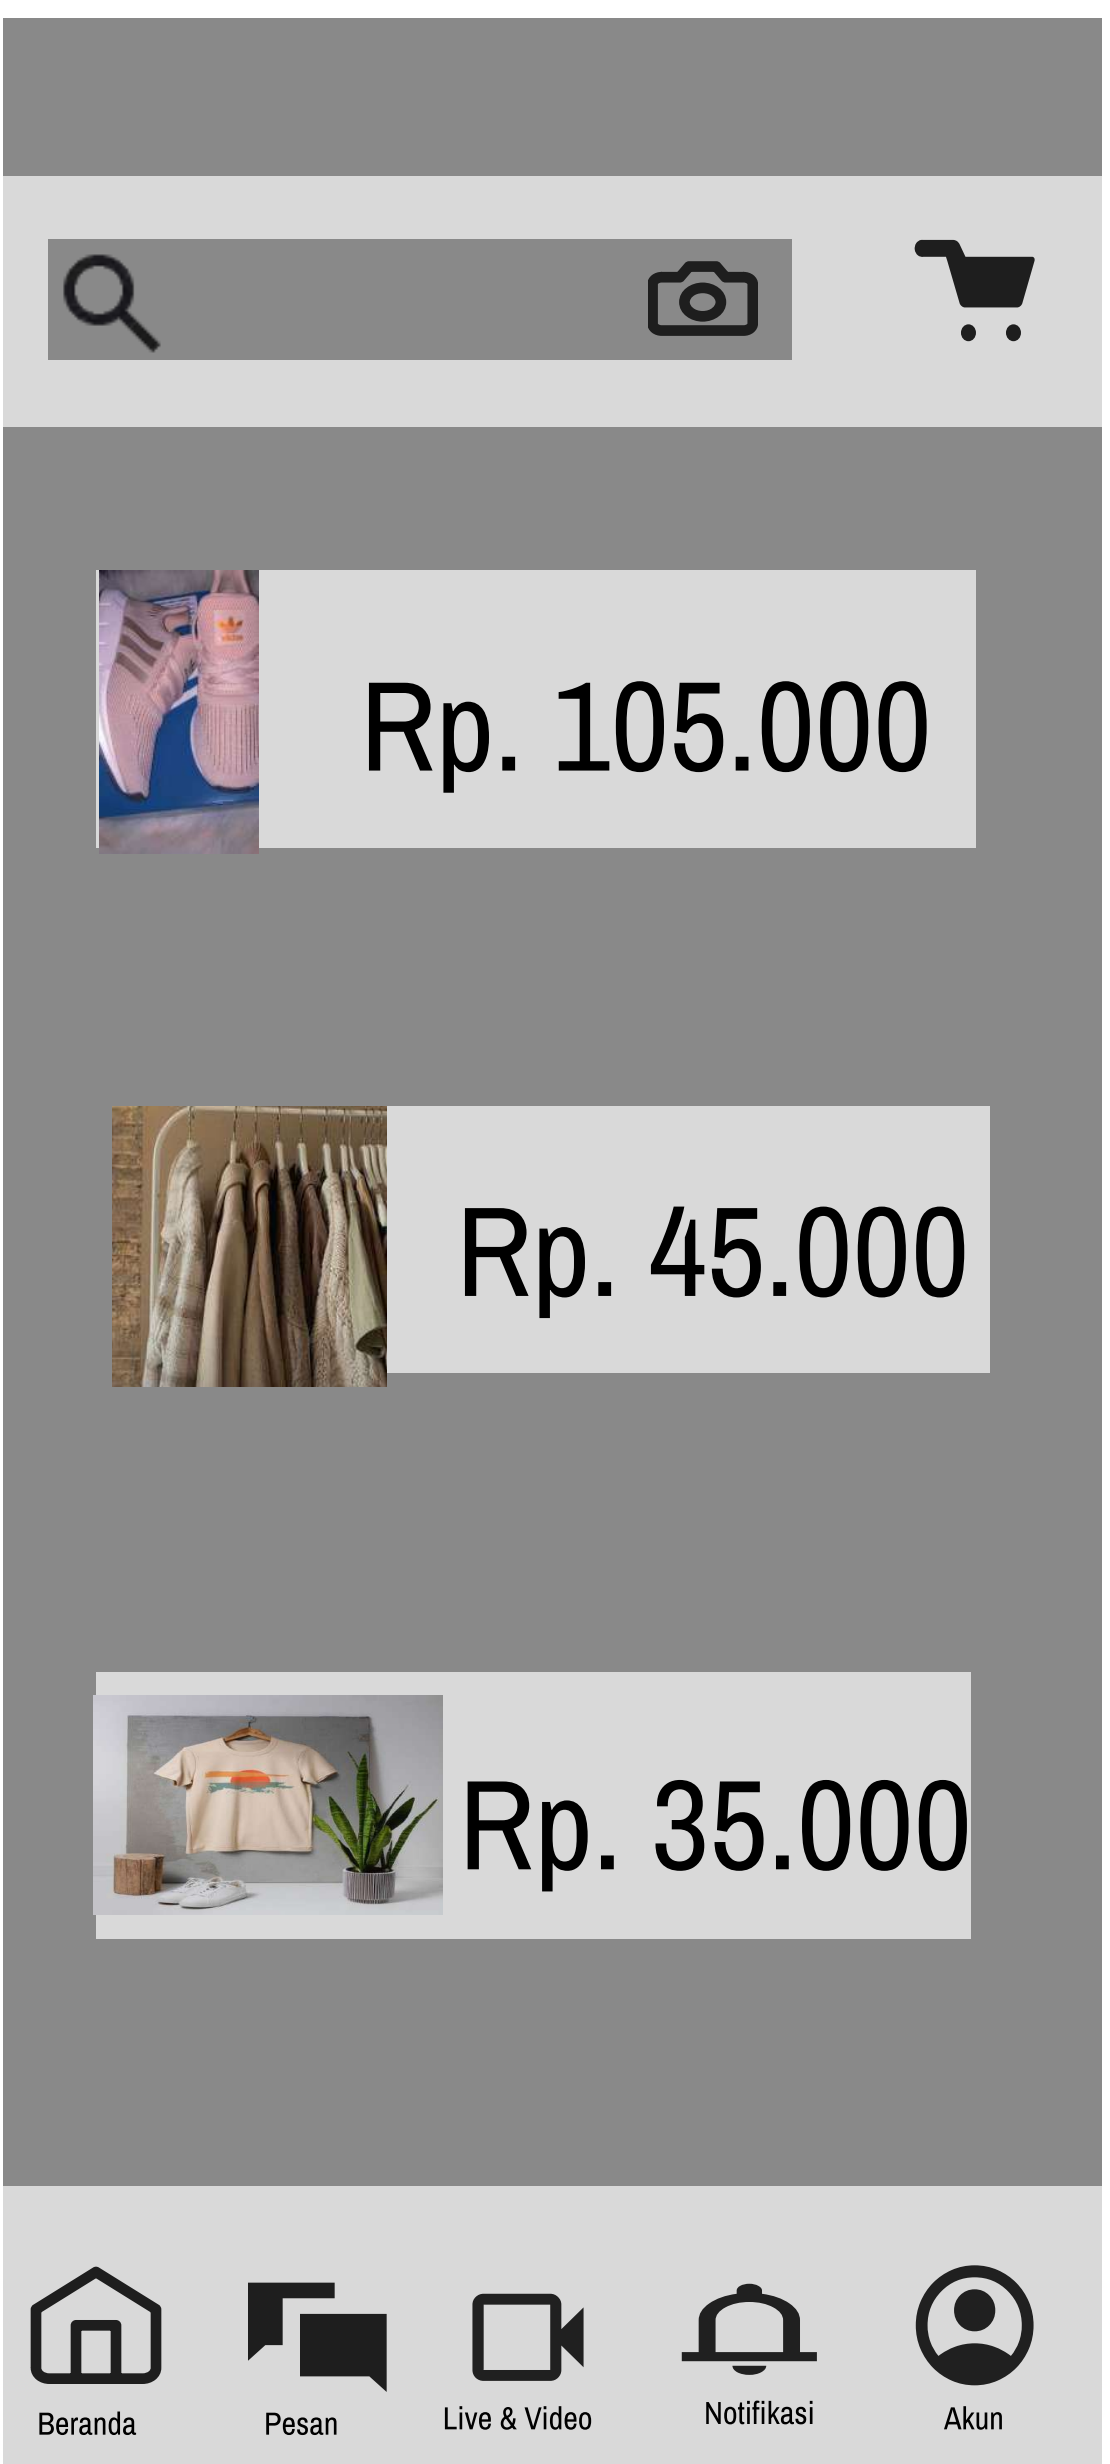 Rp. 105.000
Rp. 45.000
Rp. 35.000
Beranda
Pesan
Live & Video
Notifikasi
Akun